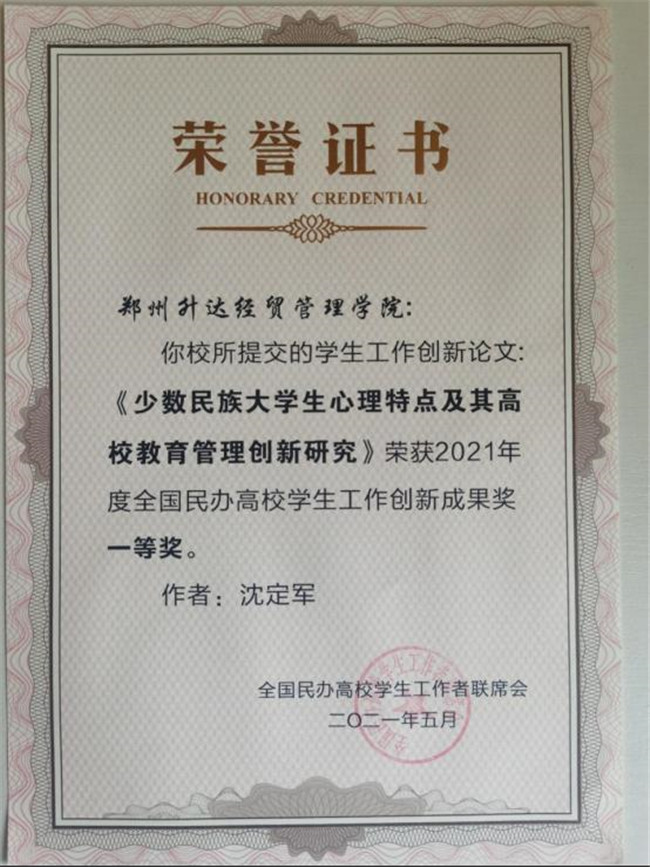 荣誉证书
HONORARY CREDENTIAL
郑州升达经贸管理学院:
你校所提交的学生工作创新论文:
《少数民族大学生心理特点及其高
校教育管理创新研究》荣获2021年
度全国民办高校学生工作创新成果奖
一等奖。
作者：沈定军
全国民办高校学生工作者联席会
二〇二一年五月